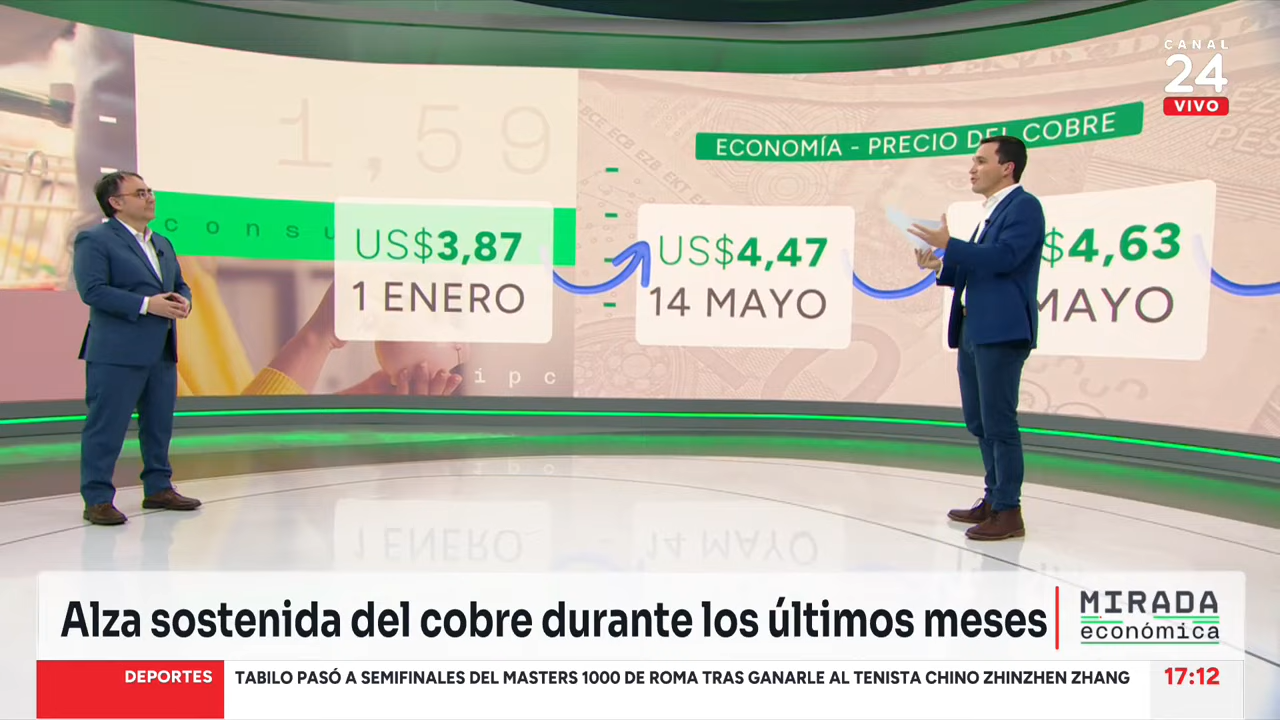 CANAL
24
VIVO
ECONOMÍA - PRECIO DEL COBRE
1,59
consu
US$3,87
1 ENERO
US$4,47
14 MAYO
$4,63
MAYO
ipc
Alza sostenida del cobre durante los últimos meses
MIRADA
económica
DEPORTES
TABILO PASÓ A SEMIFINALES DEL MASTERS 1000 DE ROMA TRAS GANARLE AL TENISTA CHINO ZHINZHEN ZHANG
17:12